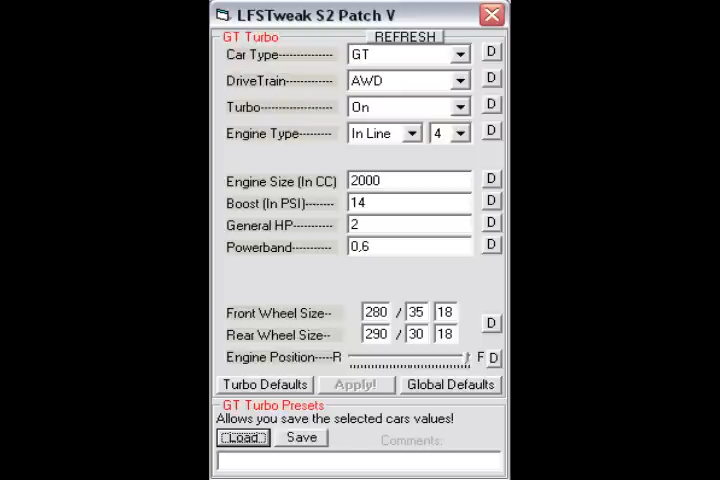 LFSTweak S2 Patch V
GT Turbo REFRESH
Car Type--------------- GT D
DriveTrain------------- AWD D
Turbo------------------- On D
Engine Type--------- In Line 4 D
Engine Size (In CC) 2000 D
Boost (In PSI)------- 14 D
General HP----------- 2 D
Powerband----------- 0,6 D
Front Wheel Size-- 280 / 35 18
D
Rear Wheel Size-- 290 / 30 18
Engine Position-----R F D
Turbo Defaults Apply! Global Defaults
GT Turbo Presets
Allows you save the selected cars values!
Load Save Comments: